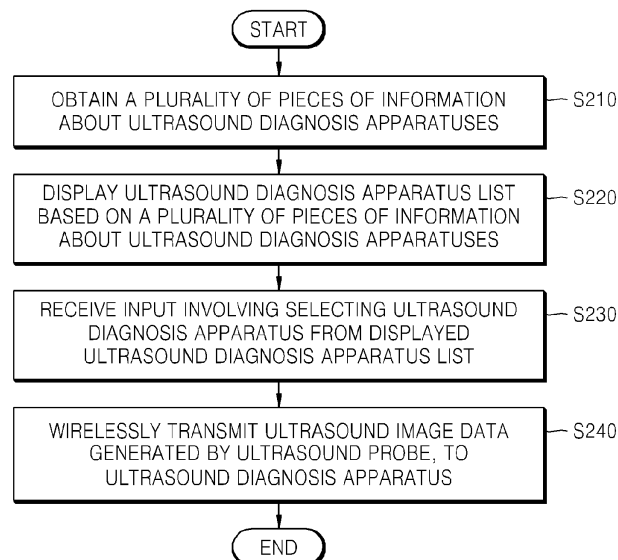 START
OBTAIN A PLURALITY OF PIECES OF INFORMATION
ABOUT ULTRASOUND DIAGNOSIS APPARATUSES
S210
DISPLAY ULTRASOUND DIAGNOSIS APPARATUS LIST
BASED ON A PLURALITY OF PIECES OF INFORMATION
ABOUT ULTRASOUND DIAGNOSIS APPARATUSES
S220
RECEIVE INPUT INVOLVING SELECTING ULTRASOUND
DIAGNOSIS APPARATUS FROM DISPLAYED
ULTRASOUND DIAGNOSIS APPARATUS LIST
S230
WIRELESSLY TRANSMIT ULTRASOUND IMAGE DATA
GENERATED BY ULTRASOUND PROBE, TO
ULTRASOUND DIAGNOSIS APPARATUS
S240
END